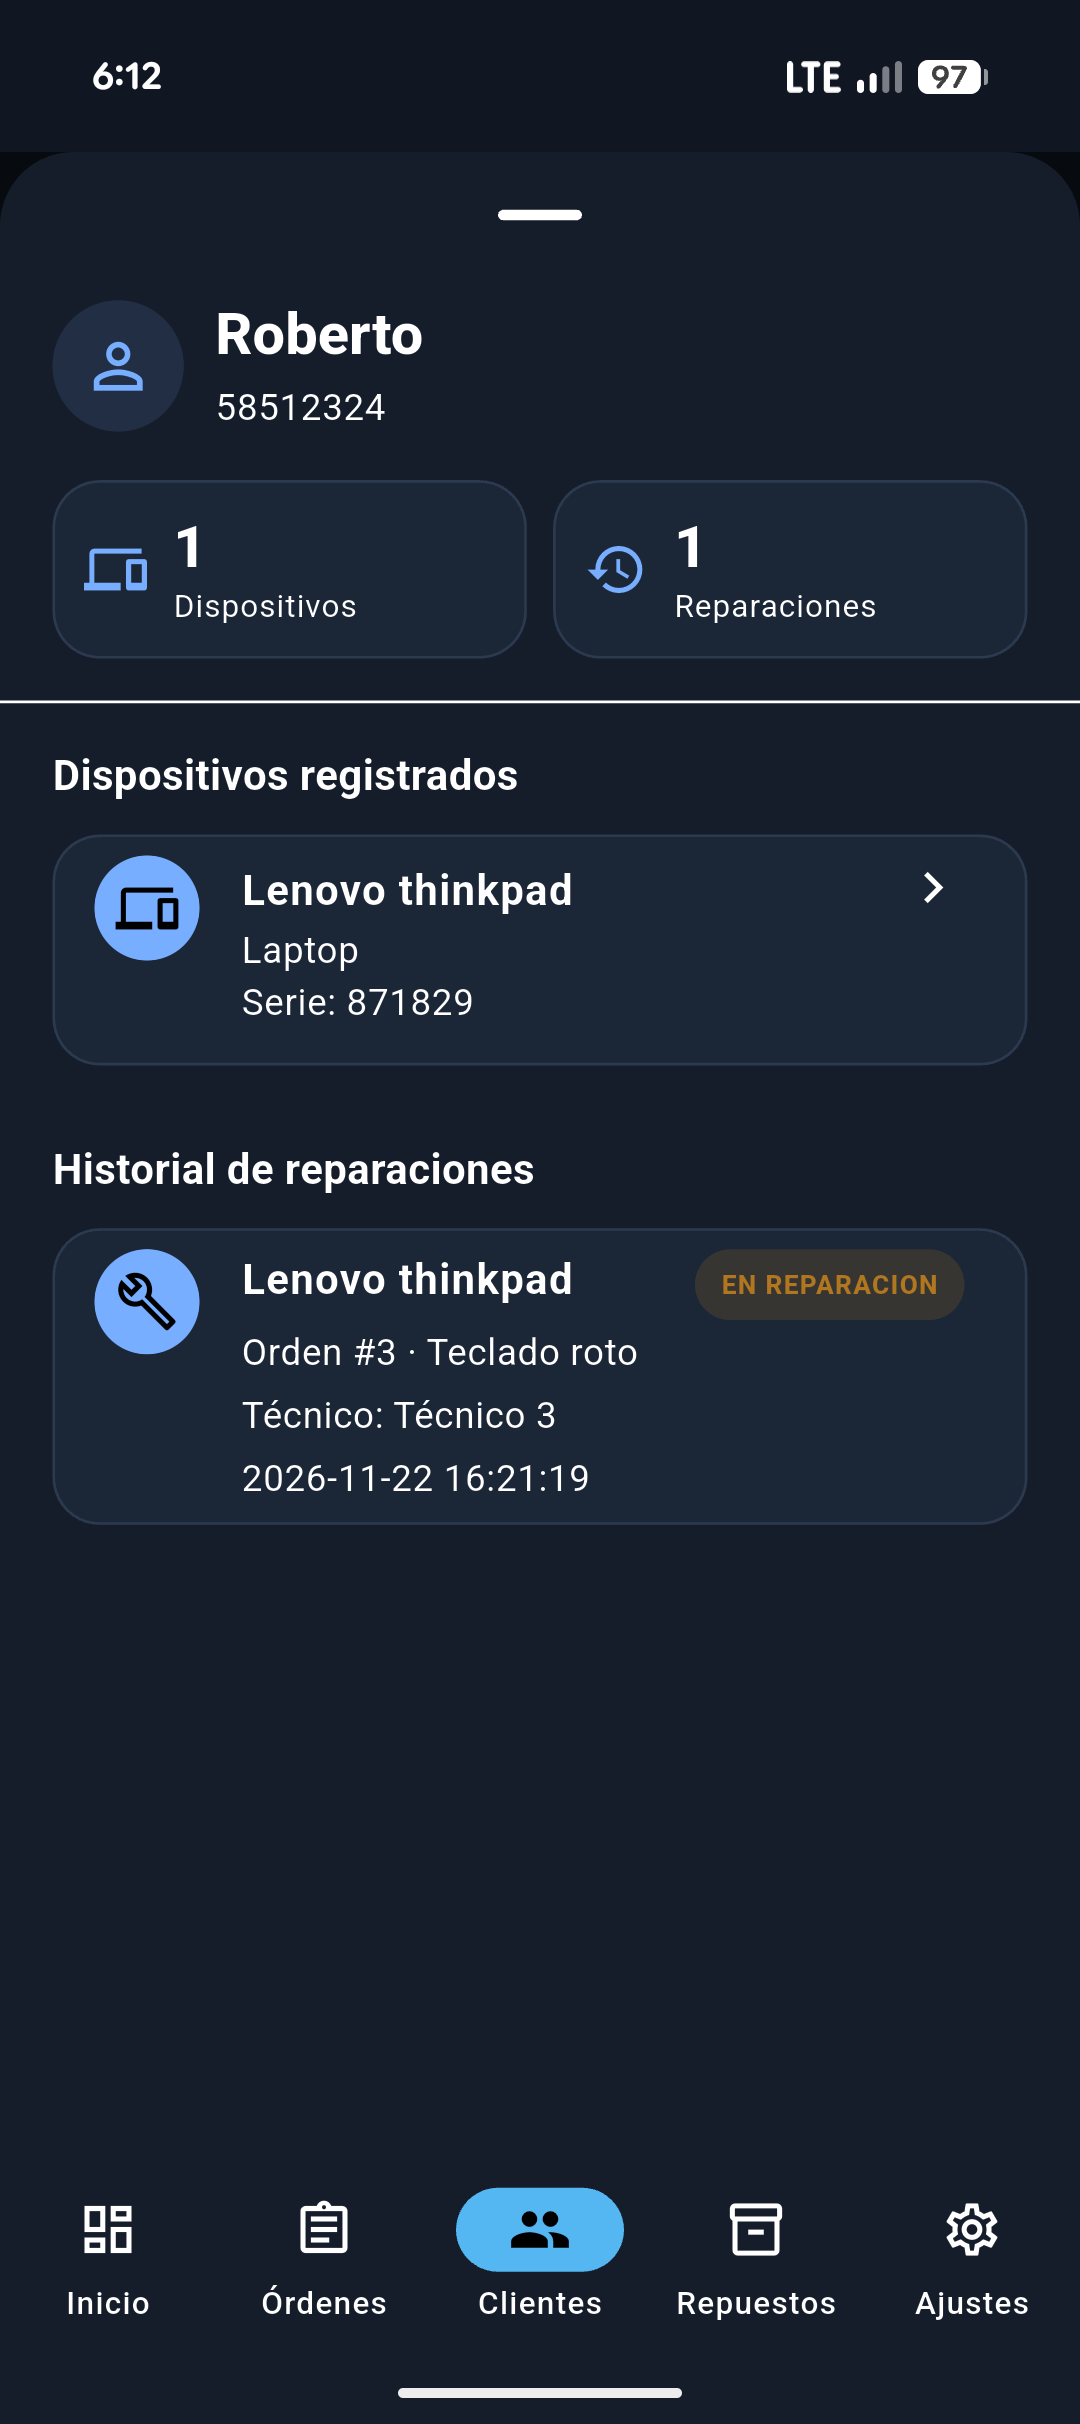 6:12
LTE 97
Roberto
58512324
1
Dispositivos
1
Reparaciones
Dispositivos registrados
Lenovo thinkpad
Laptop
Serie: 871829
Historial de reparaciones
Lenovo thinkpad
EN REPARACION
Orden #3 · Teclado roto
Técnico: Técnico 3
2026-11-22 16:21:19
Inicio
Órdenes
Clientes
Repuestos
Ajustes